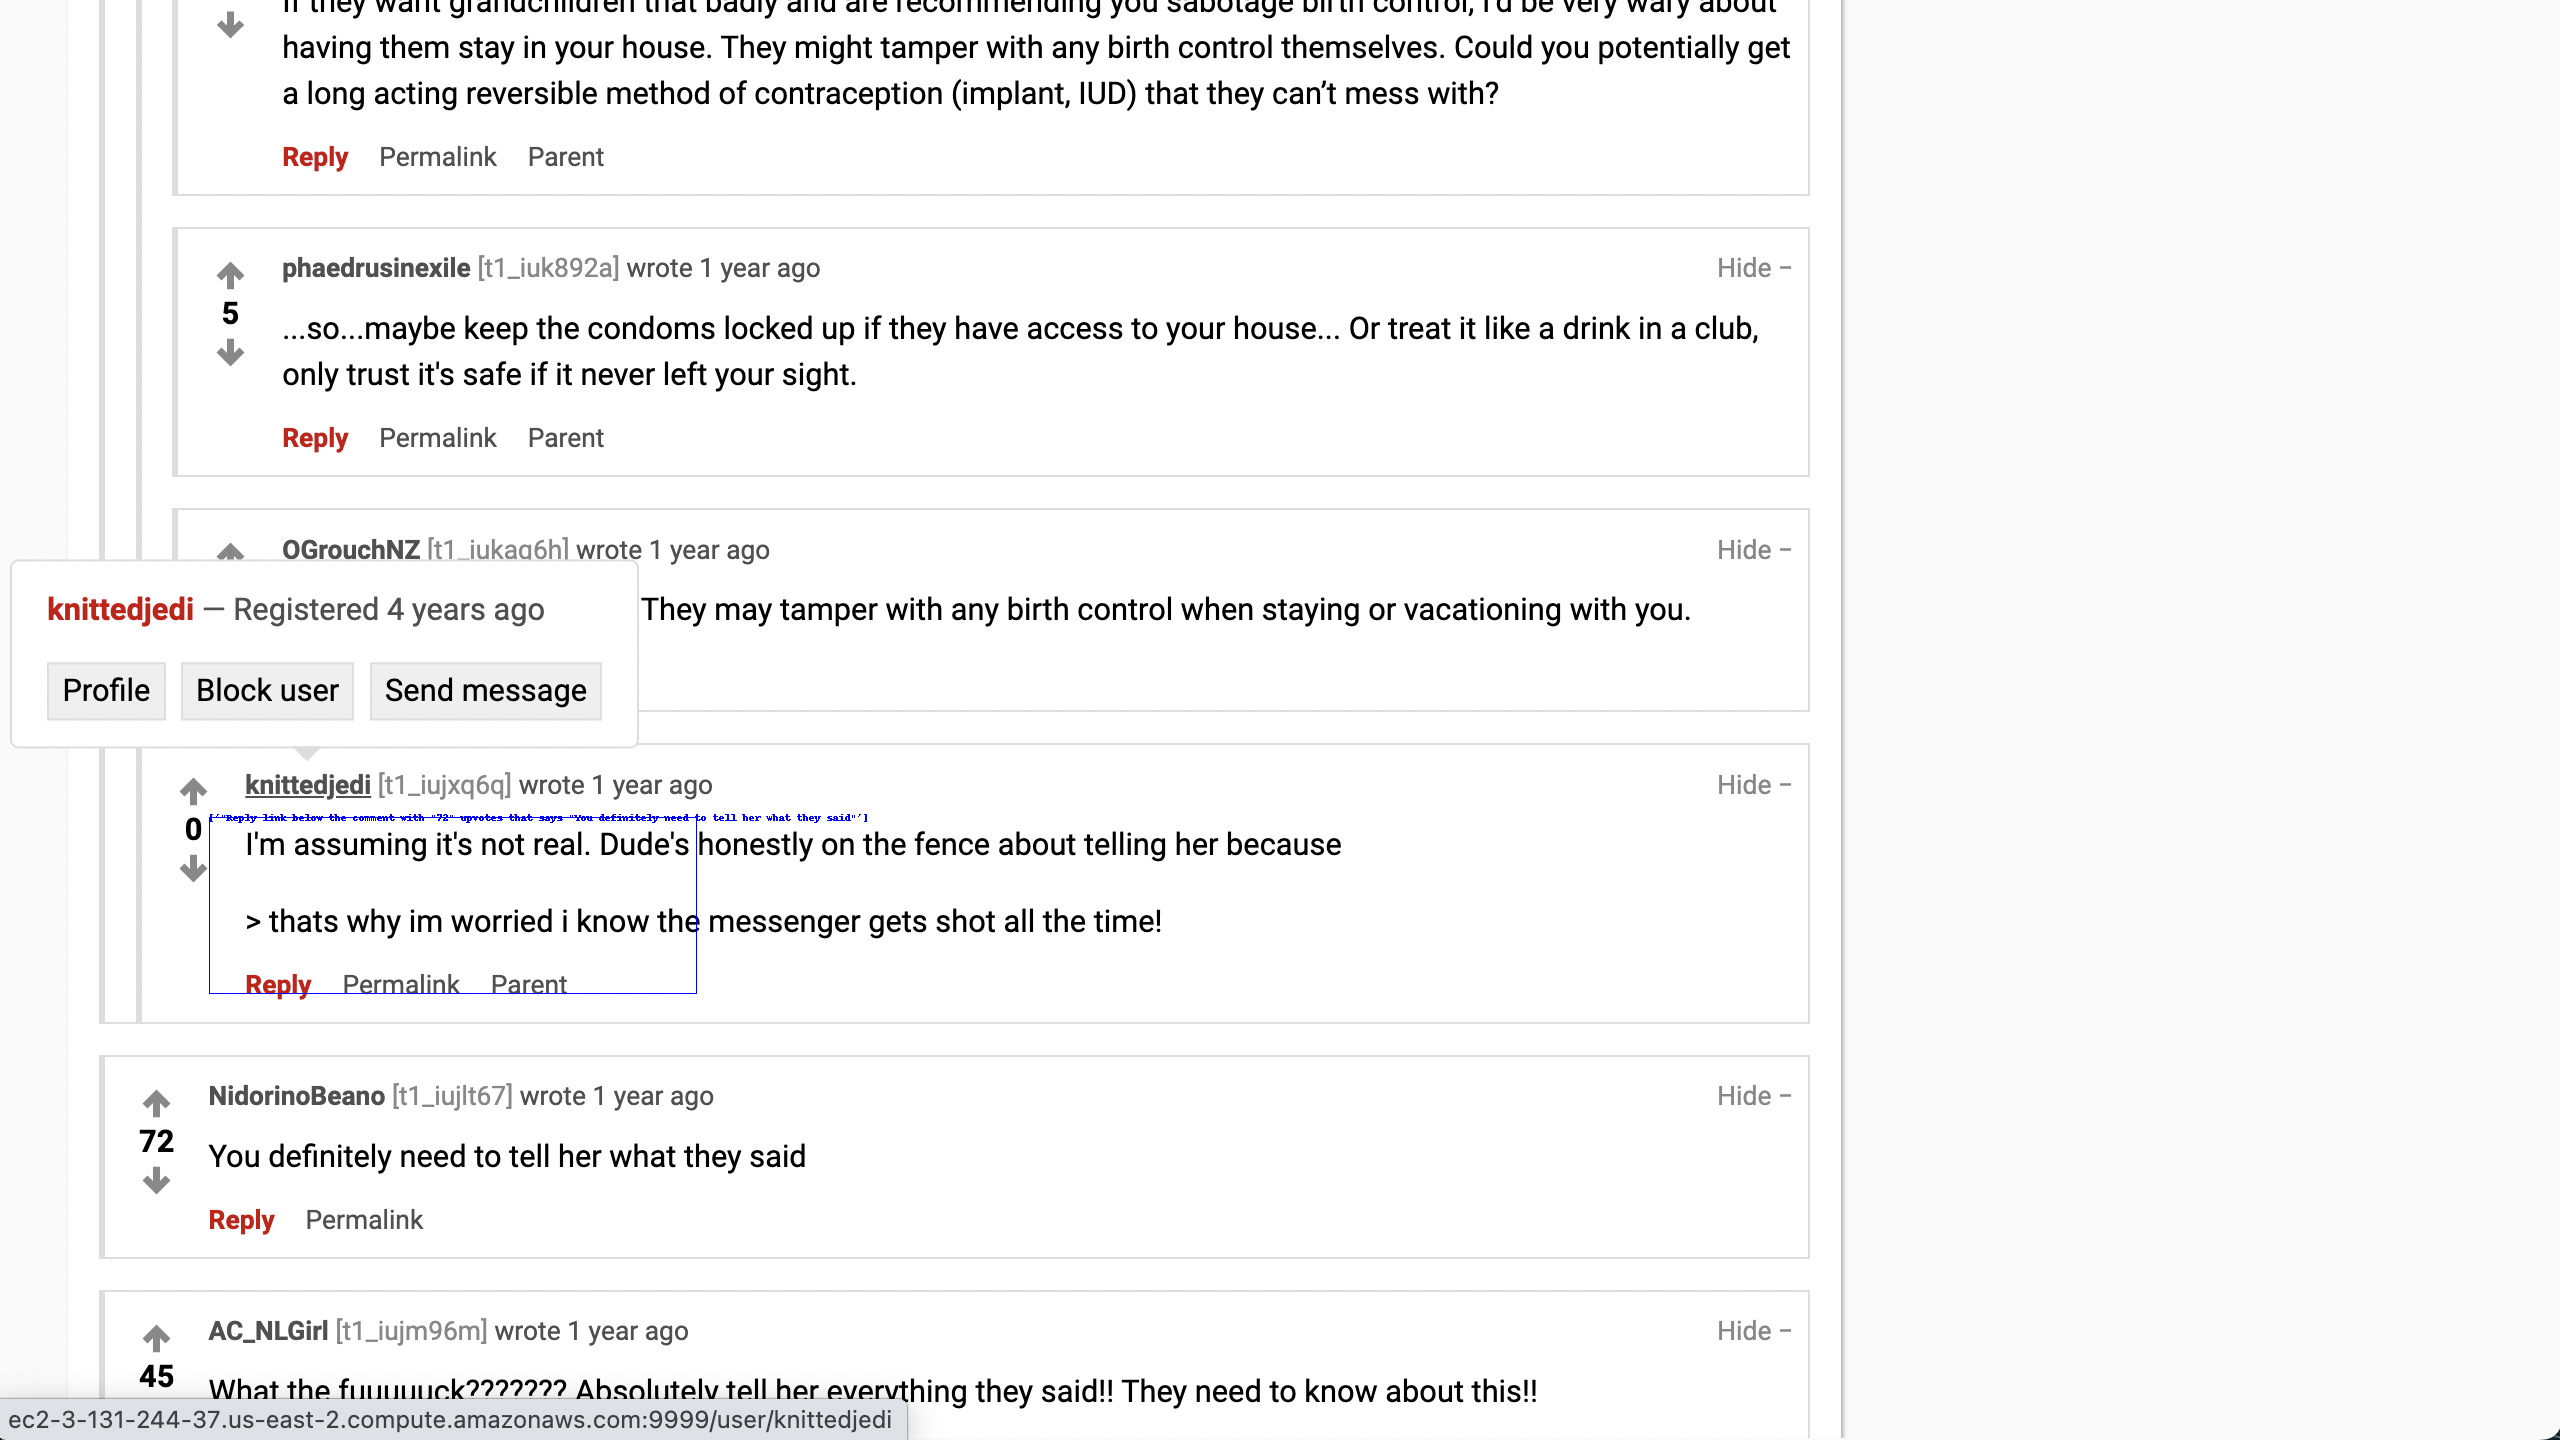 If they want grandchildren that badly and are recommending you sabotage birth control, I'd be very wary about
having them stay in your house. They might tamper with any birth control themselves. Could you potentially get
a long acting reversible method of contraception (implant, IUD) that they can’t mess with?
Reply Permalink Parent
phaedrusinexile [t1_iuk892a] wrote 1 year ago Hide −
5
...so...maybe keep the condoms locked up if they have access to your house... Or treat it like a drink in a club,
only trust it's safe if it never left your sight.
Reply Permalink Parent
OGrouchNZ [t1_iukag6h] wrote 1 year ago Hide −
They may tamper with any birth control when staying or vacationing with you.
knittedjedi — Registered 4 years ago
Profile Block user Send message
knittedjedi [t1_iujxq6q] wrote 1 year ago Hide −
0
['"Reply link below the comment with "72" upvotes that says "You definitely need to tell her what they said"']
I'm assuming it's not real. Dude's honestly on the fence about telling her because
> thats why im worried i know the messenger gets shot all the time!
Reply Permalink Parent
NidorinoBeano [t1_iujlt67] wrote 1 year ago Hide −
72
You definitely need to tell her what they said
Reply Permalink
AC_NLGirl [t1_iujm96m] wrote 1 year ago Hide −
45
What the fuuuuuck??????? Absolutely tell her everything they said!! They need to know about this!!
ec2-3-131-244-37.us-east-2.compute.amazonaws.com:9999/user/knittedjedi